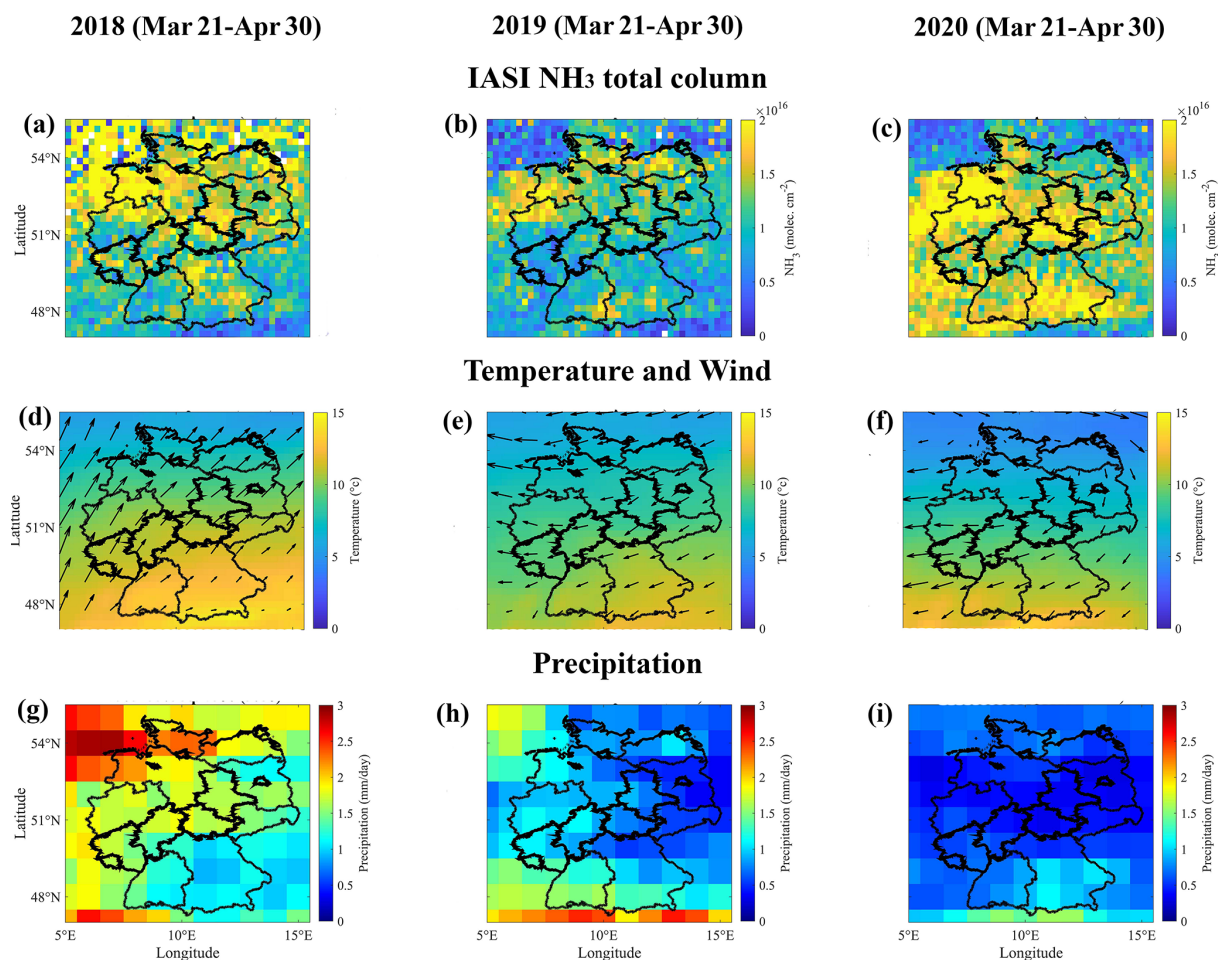 2018 (Mar 21-Apr 30) 2019 (Mar 21-Apr 30) 2020 (Mar 21-Apr 30)
IASI NH₃ total column
(a) (b) (c)
54°N
51°N
48°N
Latitude
×10¹⁶
2
1.5
1
0.5
0
NH₃ (molec. cm⁻²)
×10¹⁶
2
1.5
1
0.5
0
NH₃ (molec. cm⁻²)
Temperature and Wind
(d) (e) (f)
54°N
51°N
48°N
Latitude
15
10
5
0
Temperature (°c)
15
10
5
0
Temperature (°c)
15
10
5
0
Temperature (°c)
Precipitation
(g) (h) (i)
54°N
51°N
48°N
Latitude
3
2.5
2
1.5
1
0.5
0
Precipitation (mm/day)
3
2.5
2
1.5
1
0.5
0
Precipitation (mm/day)
3
2.5
2
1.5
1
0.5
0
Precipitation (mm/day)
5°E 10°E 15°E 5°E 10°E 15°E 5°E 10°E 15°E
Longitude Longitude Longitude